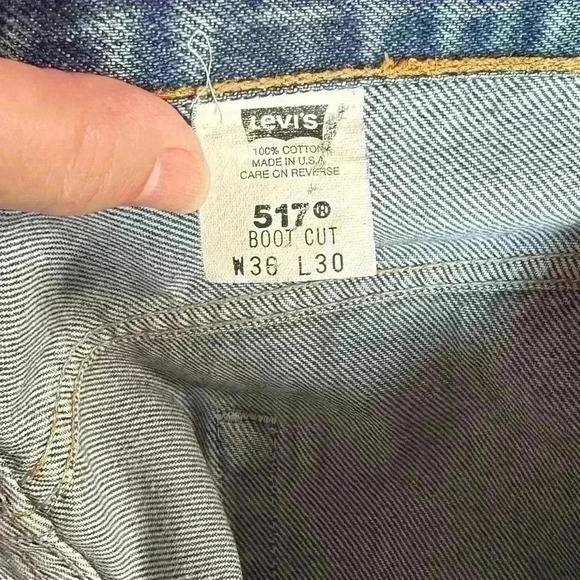 Levi's
100% COTTON
MADE IN U.S.A.
CARE ON REVERSE
517®
BOOT CUT
W36 L30